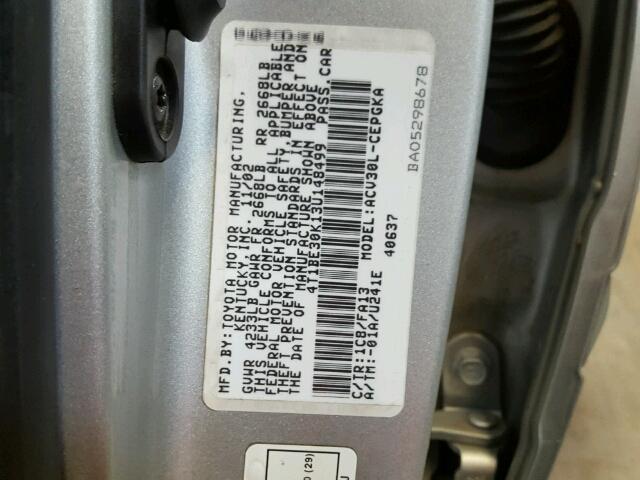 MFD.BY:TOYOTA MOTOR MANUFACTURING,
KENTUCKY,INC. 11/02
GVWR 4233LB GAWR FR 2668LB RR 2668LB
THIS VEHICLE CONFORMS TO ALL APPLICABLE
FEDERAL MOTOR VEHICLE SAFETY,BUMPER,AND
THEFT PREVENTION STANDARDS IN EFFECT ON
THE DATE OF MANUFACTURE SHOWN ABOVE
4T1BE30K13U148499 PASS.CAR
C/TR:1C8/FA13 MODEL:ACV30L-CEPGKA
A/TM:-01A/U241E 40637
BA05298678
(29)